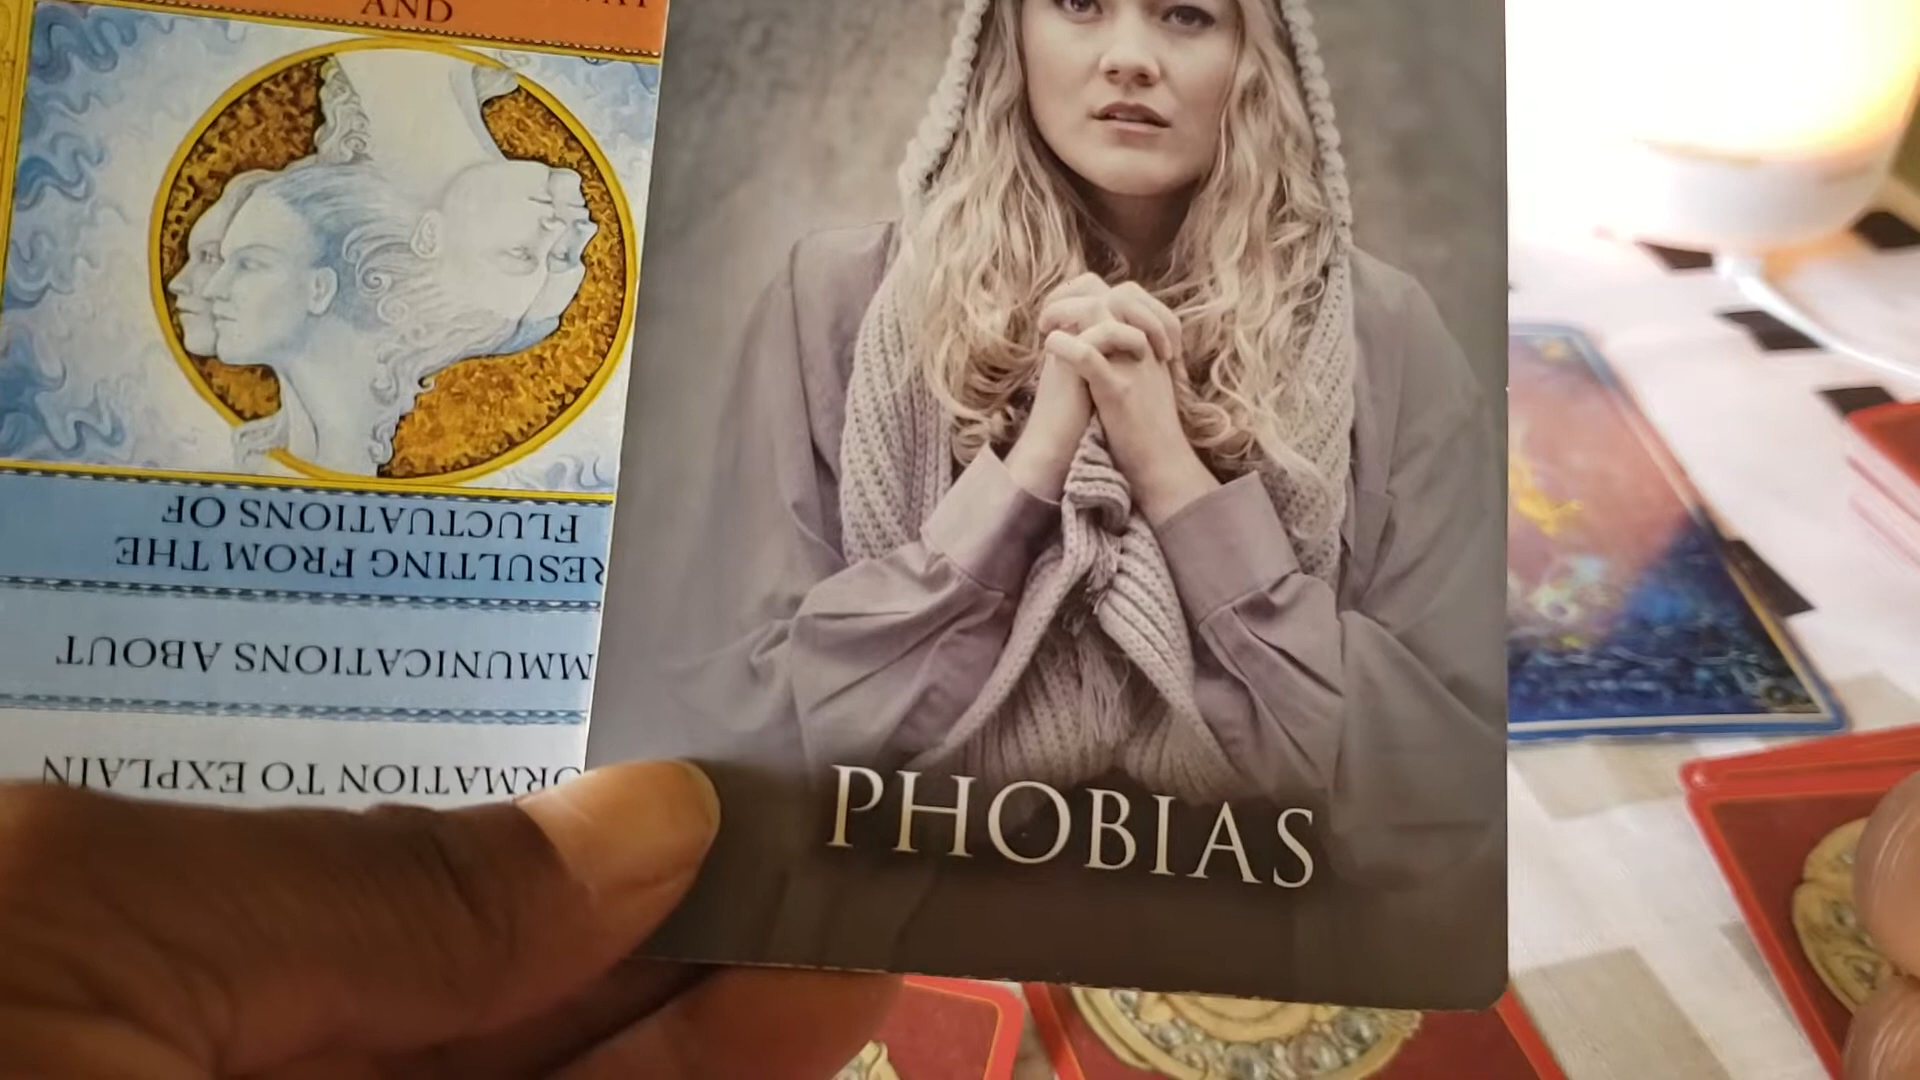 AND
ORMATION TO EXPLAIN
MMUNICATIONS ABOUT
RESULTING FROM THE
FLUCTUATIONS OF
PHOBIAS